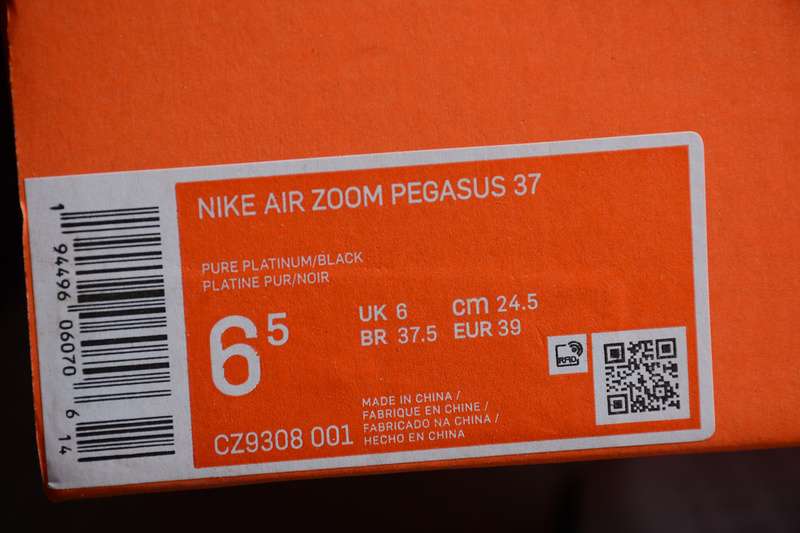 NIKE AIR ZOOM PEGASUS 37
PURE PLATINUM/BLACK
PLATINE PUR/NOIR
6 5
UK 6 cm 24.5
BR 37.5 EUR 39
CZ9308 001
MADE IN CHINA /
FABRIQUE EN CHINE /
FABRICADO NA CHINA /
HECHO EN CHINA
RFID
1 94496 06070 6 14